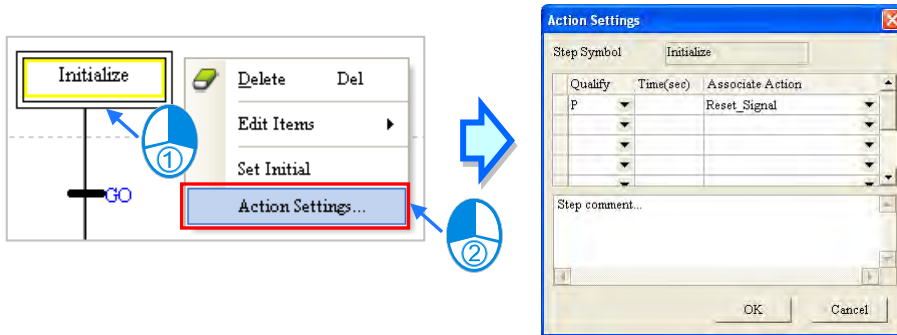 Initialize
GO
Delete Del
Edit Items
Set Initial
Action Settings...
1
2
Action Settings
Step Symbol Initialize
Qualify Time(sec) Associate Action
P Reset_Signal
Step comment...
OK Cancel